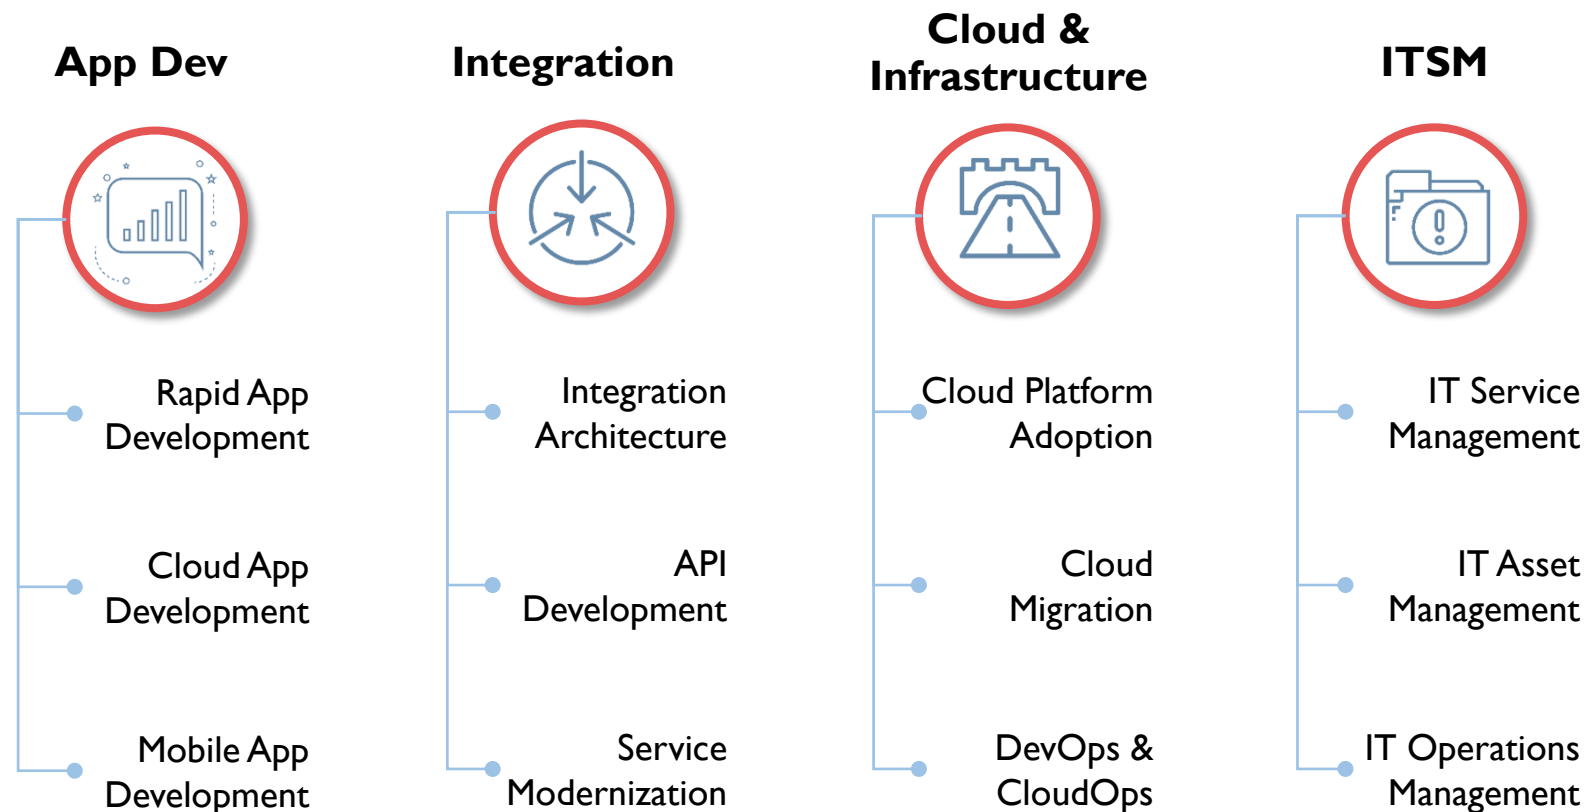 App Dev
Integration
Cloud &
Infrastructure
ITSM
Rapid App
Development
Integration
Architecture
Cloud Platform
Adoption
IT Service
Management
Cloud App
Development
API
Development
Cloud
Migration
IT Asset
Management
Mobile App
Development
Service
Modernization
DevOps &
CloudOps
IT Operations
Management